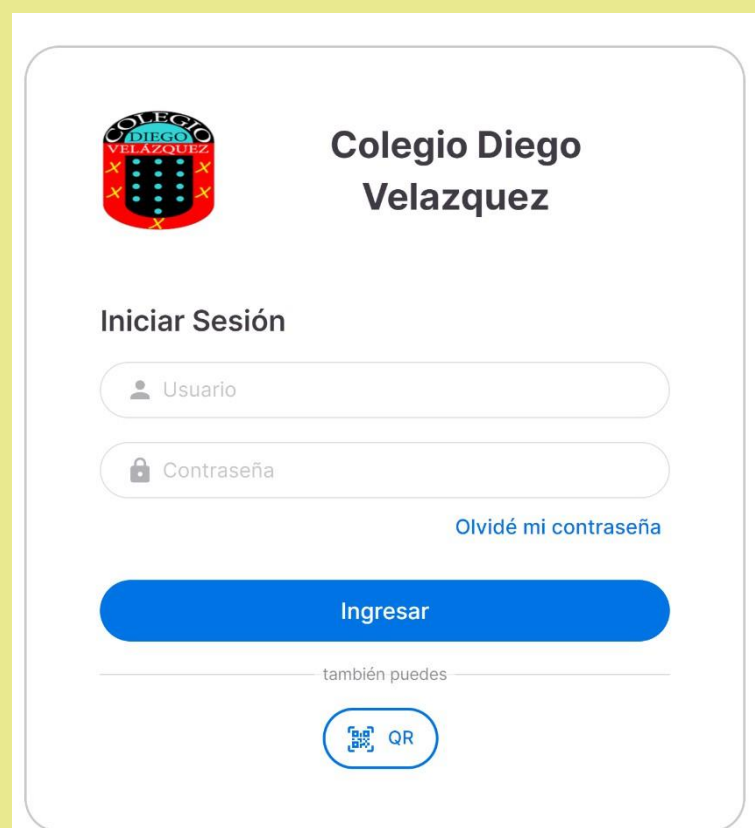 COLEGIO
DIEGO
VELÁZQUEZ
Colegio Diego
Velazquez
Iniciar Sesión
Usuario
Contraseña
Olvidé mi contraseña
Ingresar
también puedes
QR